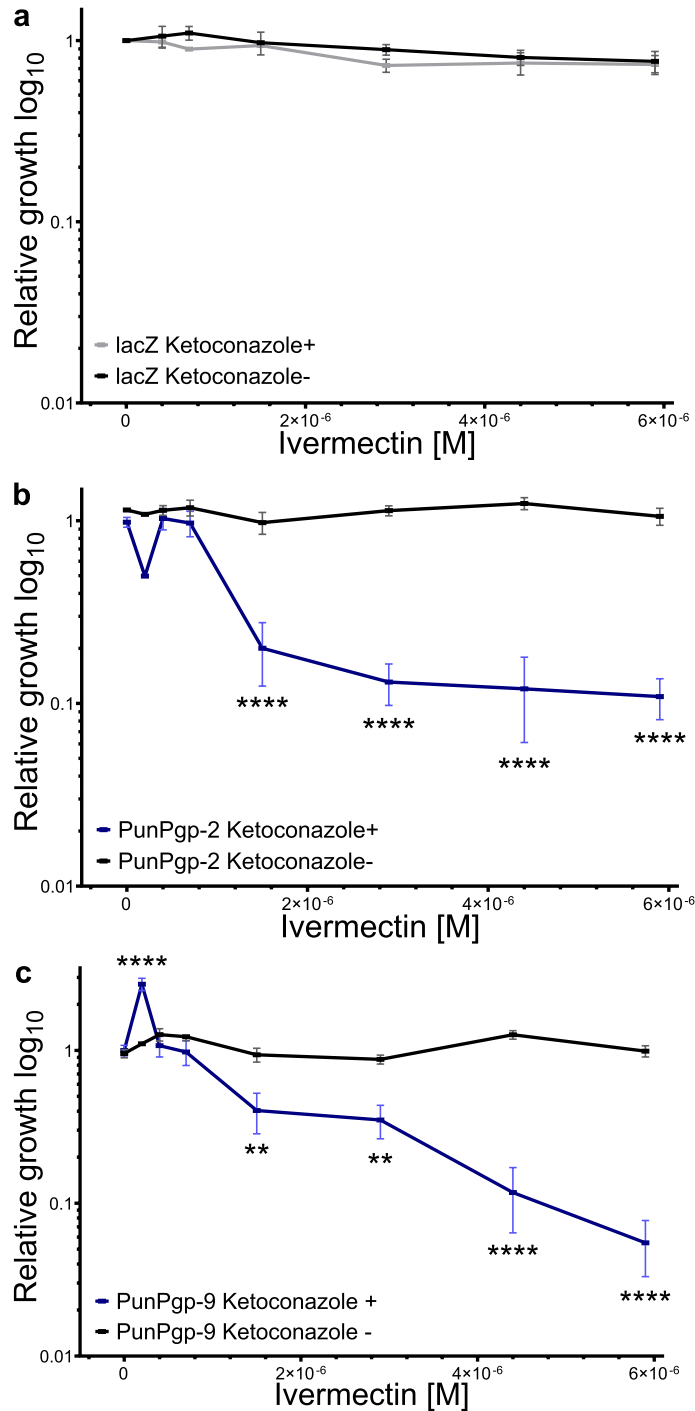 a
Relative growth log10
1
0.1
0.01
lacZ Ketoconazole+
lacZ Ketoconazole-
0 2×10-6 4×10-6 6×10-6
Ivermectin [M]
b
Relative growth log10
1
0.1
0.01
****
****
****
****
PunPgp-2 Ketoconazole+
PunPgp-2 Ketoconazole-
0 2×10-6 4×10-6 6×10-6
Ivermectin [M]
c
Relative growth log10
****
1
0.1
0.01
**
**
****
****
PunPgp-9 Ketoconazole +
PunPgp-9 Ketoconazole -
0 2×10-6 4×10-6 6×10-6
Ivermectin [M]